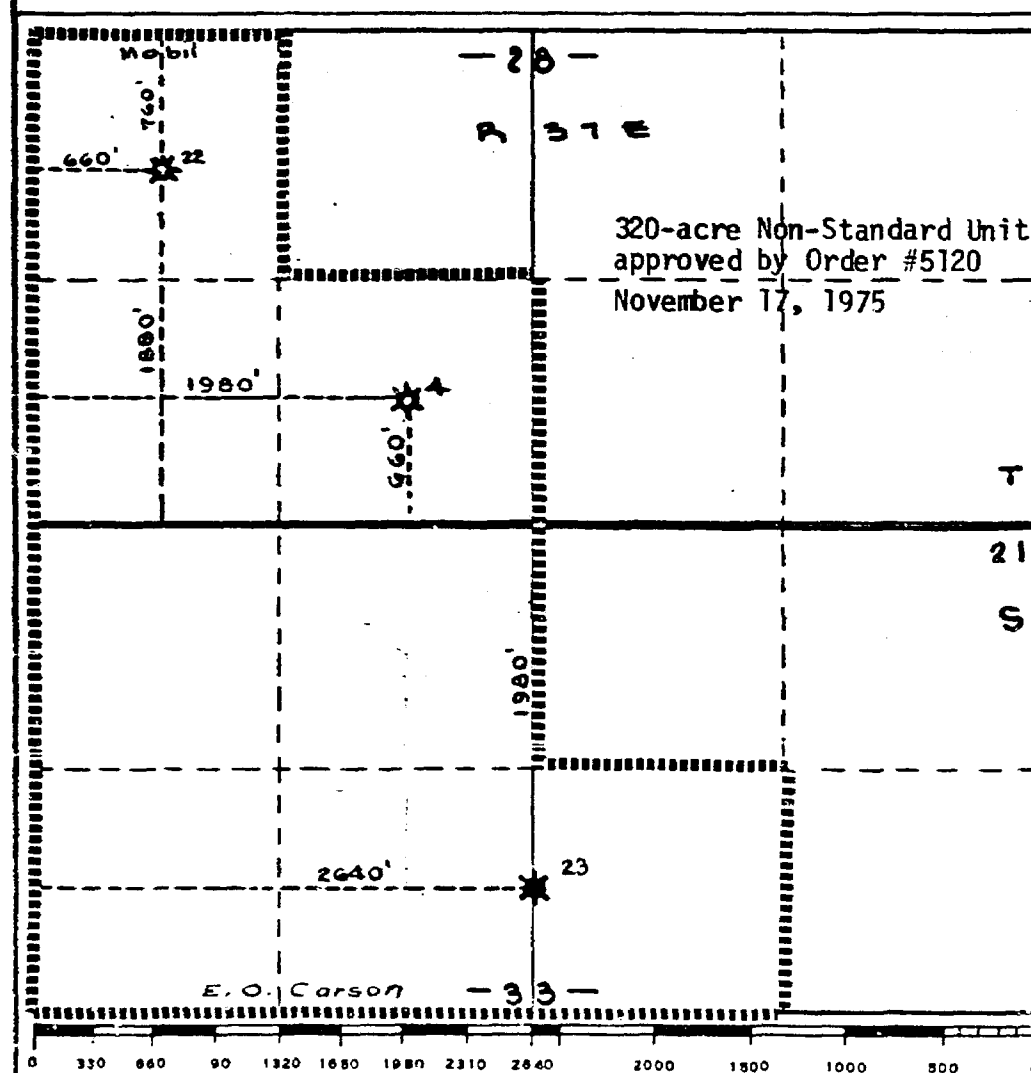 Mobil
— 28 —
760'
R 37 E
660'
22
320-acre Non-Standard Unit
approved by Order #5120
November 17, 1975
1880'
1980'
4
660'
T
21
S
1980'
2640'
23
E. O. Carson
— 33 —
0 330 660 90 1320 1650 1980 2310 2640 2000 1500 1000 500